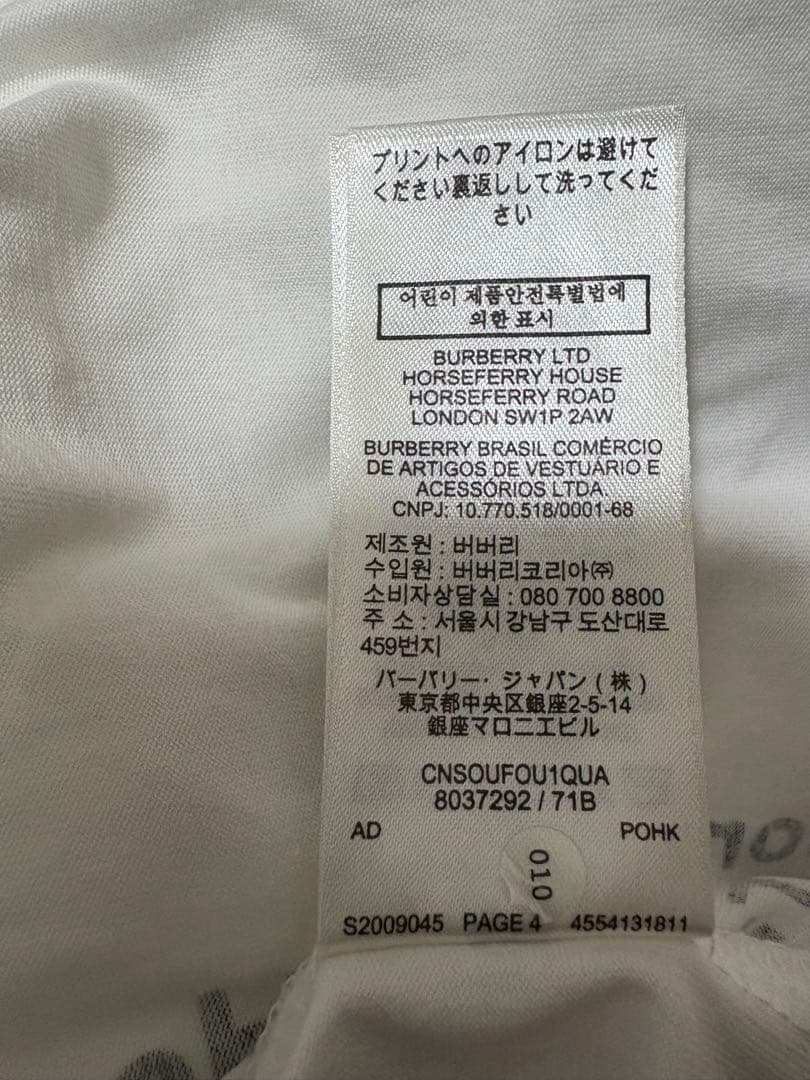 プリントへのアイロンは避けて
ください裏返しして洗ってくだ
さい
어린이 제품안전특별법에
의한 표시
BURBERRY LTD
HORSEFERRY HOUSE
HORSEFERRY ROAD
LONDON SW1P 2AW
BURBERRY BRASIL COMÉRCIO
DE ARTIGOS DE VESTUÁRIO E
ACESSÓRIOS LTDA.
CNPJ: 10.770.518/0001-68
제조원 : 버버리
수입원 : 버버리코리아㈜
소비자상담실 : 080 700 8800
주 소 : 서울시 강남구 도산대로
459번지
バーバリー・ジャパン ( 株 )
東京都中央区銀座2-5-14
銀座マロニエビル
CNSOUFOU1QUA
8037292 / 71B
AD POHK
010
S2009045 PAGE 4 4554131811